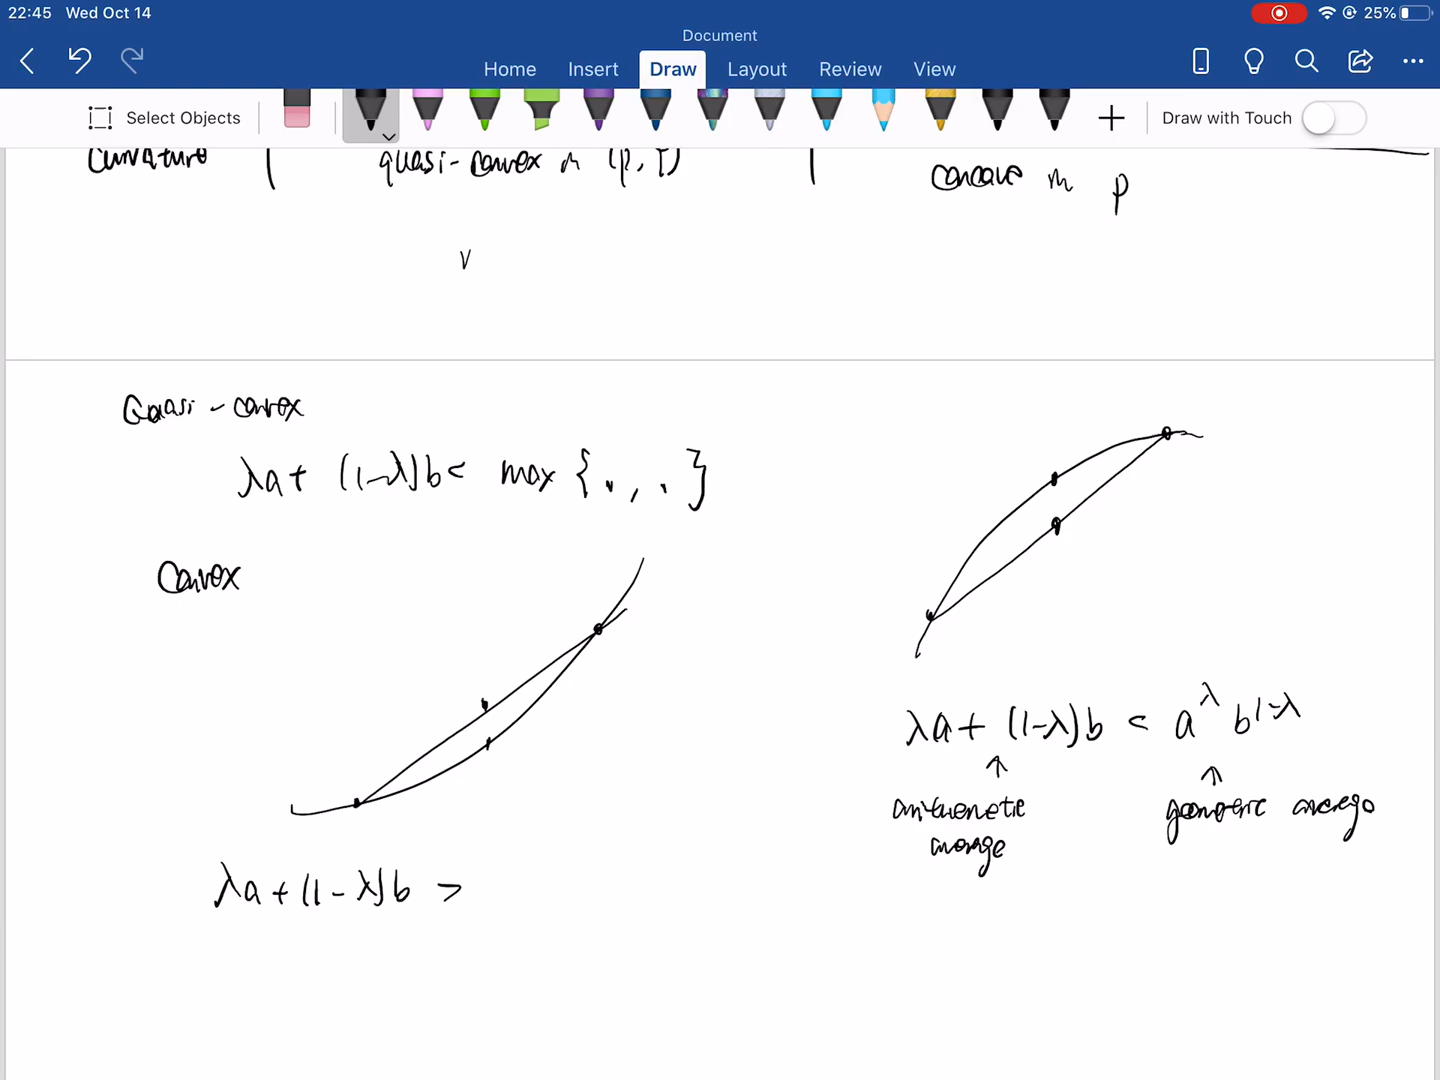 22:45 Wed Oct 14
25%
Document
Home Insert Draw Layout Review View
Select Objects
Draw with Touch
Curvature | quasi-convex in (p, I) | concave in p
v
Quasi-convex
λa + (1-λ)b < max {., .}
Convex
λa + (1-λ)b < a^λ b^1-λ
↑ ↑
arithmetic geometric average
average
λa + (1-λ)b >